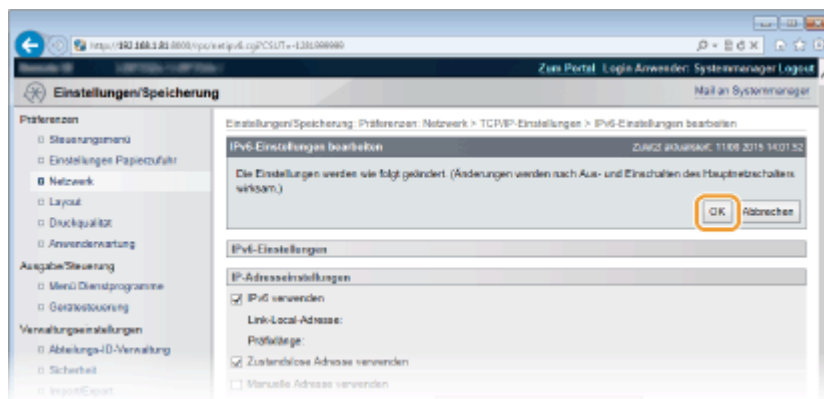 Zum Portal Login Anwender: Systemmanager Logout
Einstellungen/Speicherung
Mail an Systemmanager
Präferenzen
Steuerungsmenü
Einstellungen Papierzufuhr
Netzwerk
Layout
Druckqualität
Anwenderwartung
Ausgabe/Steuerung
Menü Dienstprogramme
Gerätesteuerung
Verwaltungseinstellungen
Abteilungs-ID-Verwaltung
Sicherheit
Import/Export
Einstellungen/Speicherung: Präferenzen: Netzwerk > TCP/IP-Einstellungen > IPv6-Einstellungen bearbeiten
IPv6-Einstellungen bearbeiten
Zuletzt aktualisiert: 11/08 2015 14:01:52
Die Einstellungen werden wie folgt geändert. (Änderungen werden nach Aus- und Einschalten des Hauptnetzschalters
wirksam.)
OK
Abbrechen
IPv6-Einstellungen
IP-Adresseinstellungen
IPv6 verwenden
Link-Local-Adresse:
Präfixlänge:
Zustandslose Adresse verwenden
Manuelle Adresse verwenden